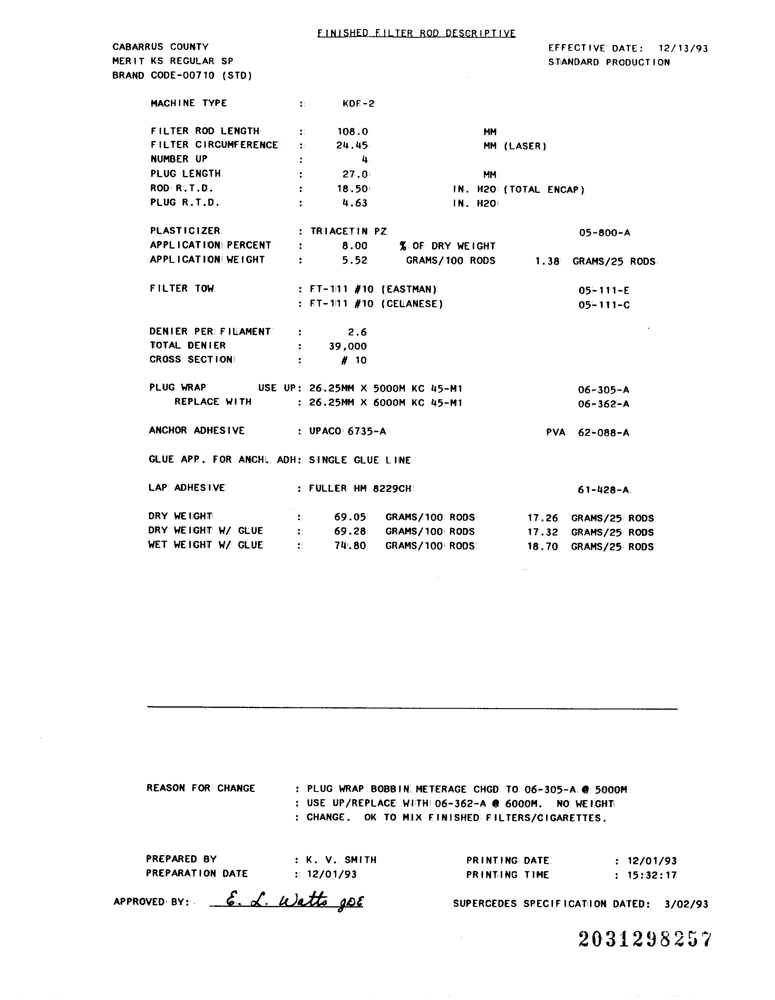 FINISHED FILTER ROD DESCRIPTIVE
CABARRUS COUNTY EFFECTIVE DATE: 12/13/93
MERIT KS REGULAR SP STANDARD PRODUCTION
BRAND CODE-00710 (STD)
MACHINE TYPE : KDF-2
FILTER ROD LENGTH : 108.0 MM
FILTER CIRCUMFERENCE : 24.45 MM (LASER)
NUMBER UP : 4
PLUG LENGTH : 27.0 MM
ROD R.T.D. : 18.50 IN. H2O (TOTAL ENCAP)
PLUG R.T.D. : 4.63 IN. H2O
PLASTICIZER : TRIACETIN PZ 05-800-A
APPLICATION PERCENT : 8.00 % OF DRY WEIGHT
APPLICATION WEIGHT : 5.52 GRAMS/100 RODS 1.38 GRAMS/25 RODS
FILTER TOW : FT-111 #10 (EASTMAN) 05-111-E
: FT-111 #10 (CELANESE) 05-111-C
DENIER PER FILAMENT : 2.6
TOTAL DENIER : 39,000
CROSS SECTION : # 10
PLUG WRAP USE UP: 26.25MM X 5000M KC 45-M1 06-305-A
REPLACE WITH : 26.25MM X 6000M KC 45-M1 06-362-A
ANCHOR ADHESIVE : UPACO 6735-A PVA 62-088-A
GLUE APP. FOR ANCH. ADH: SINGLE GLUE LINE
LAP ADHESIVE : FULLER HM 8229CH 61-428-A
DRY WEIGHT : 69.05 GRAMS/100 RODS 17.26 GRAMS/25 RODS
DRY WEIGHT W/ GLUE : 69.28 GRAMS/100 RODS 17.32 GRAMS/25 RODS
WET WEIGHT W/ GLUE : 74.80 GRAMS/100 RODS 18.70 GRAMS/25 RODS
REASON FOR CHANGE : PLUG WRAP BOBBIN METERAGE CHGD TO 06-305-A @ 5000M
: USE UP/REPLACE WITH 06-362-A @ 6000M. NO WEIGHT
: CHANGE. OK TO MIX FINISHED FILTERS/CIGARETTES.
PREPARED BY : K. V. SMITH PRINTING DATE : 12/01/93
PREPARATION DATE : 12/01/93 PRINTING TIME : 15:32:17
APPROVED BY: E. L. Watts SUPERCEDES SPECIFICATION DATED: 3/02/93
2031298257